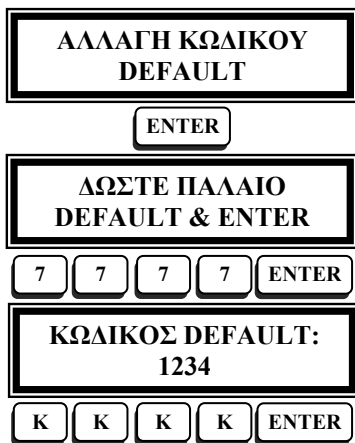 ΑΛΛΑΓΗ ΚΩΔΙΚΟΥ
DEFAULT
ENTER
ΔΩΣΤΕ ΠΑΛΑΙΟ
DEFAULT & ENTER
7 7 7 7 ENTER
ΚΩΔΙΚΟΣ DEFAULT:
1234
Κ Κ Κ Κ ENTER